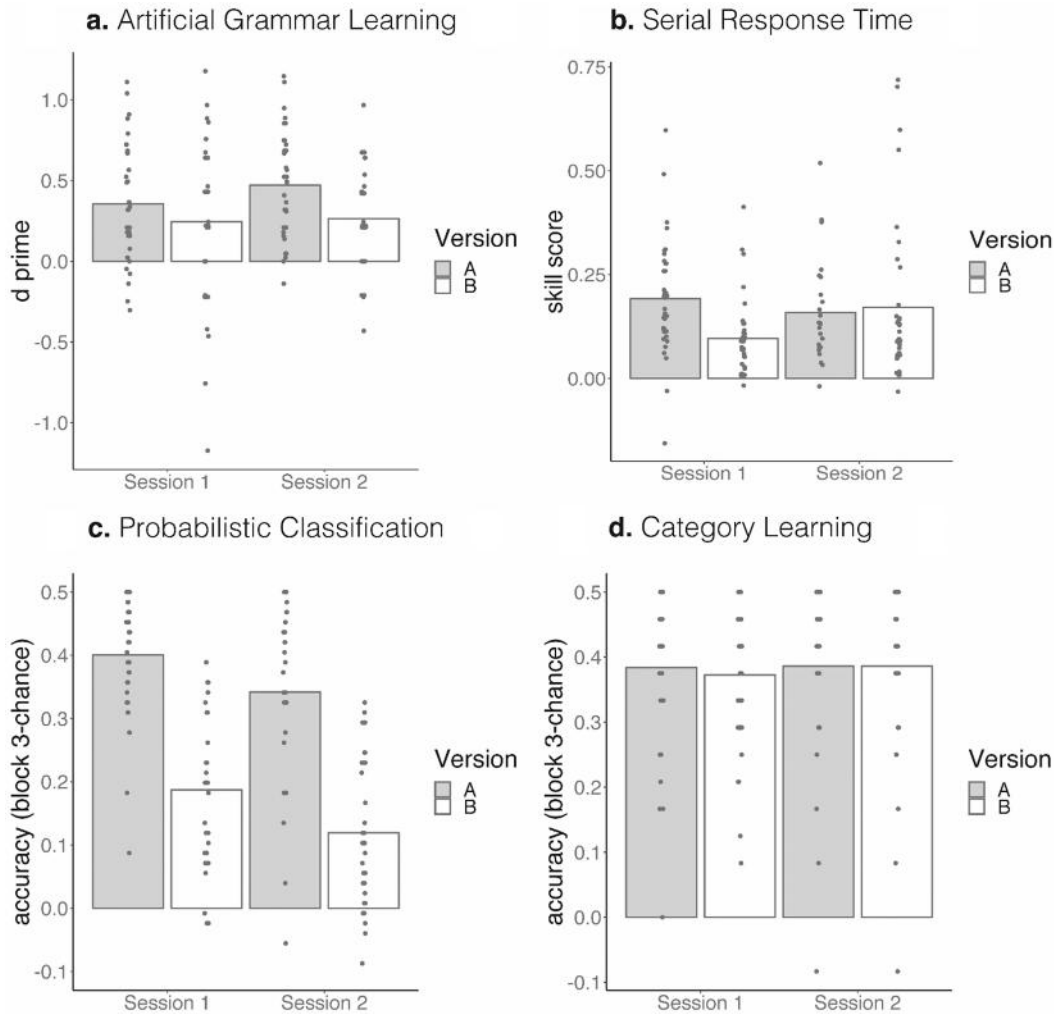 a. Artificial Grammar Learning
d prime
1.0
0.5
0.0
-0.5
-1.0
Session 1
Session 2
Version
A
B
b. Serial Response Time
skill score
0.75
0.50
0.25
0.00
Session 1
Session 2
Version
A
B
c. Probabilistic Classification
accuracy (block 3-chance)
0.5
0.4
0.3
0.2
0.1
0.0
-0.1
Session 1
Session 2
Version
A
B
d. Category Learning
accuracy (block 3-chance)
0.5
0.4
0.3
0.2
0.1
0.0
-0.1
Session 1
Session 2
Version
A
B